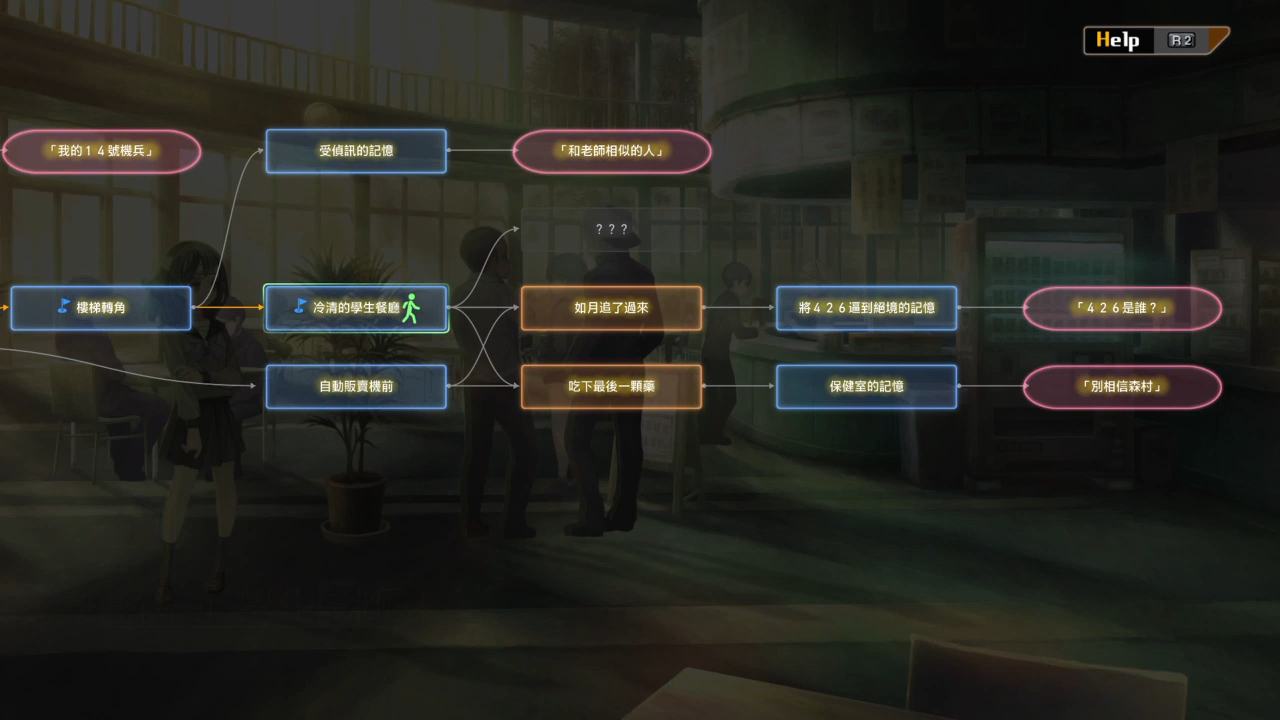 Help R2
「我的１４號機兵」
受偵訊的記憶
「和老師相似的人」
？？？
樓梯轉角
冷清的學生餐廳
如月追了過來
將４２６逼到絕境的記憶
「４２６是誰？」
自動販賣機前
吃下最後一顆藥
保健室的記憶
「別相信森村」